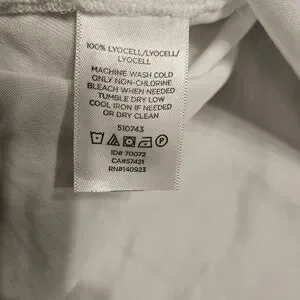 100% LYOCELL/LYOCELL/
LYOCELL
MACHINE WASH COLD
ONLY NON-CHLORINE
BLEACH WHEN NEEDED
TUMBLE DRY LOW
COOL IRON IF NEEDED
OR DRY CLEAN
510743
ID# 70072
CA#57421
RN#140923